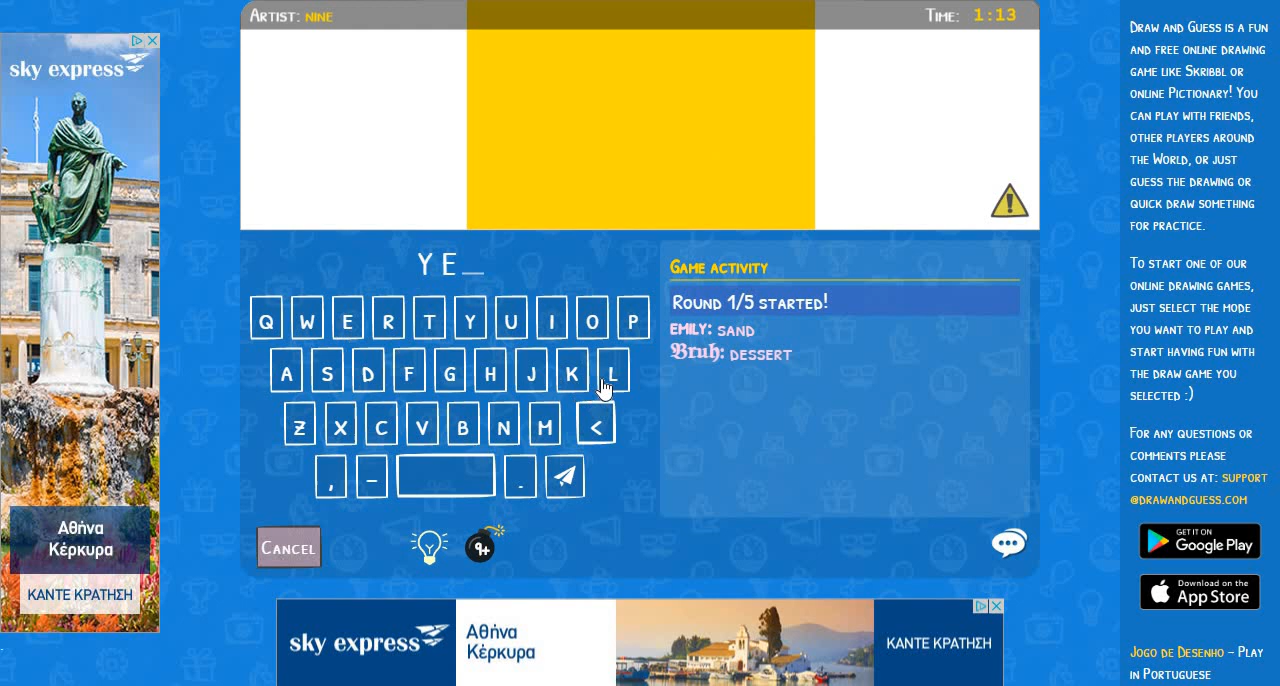 Artist: nine
Time: 1:13
sky express
Αθήνα
Κέρκυρα
ΚΑΝΤΕ ΚΡΑΤΗΣΗ
Y E _
Q W E R T Y U I O P
A S D F G H J K L
Z X C V B N M <
, – .
Cancel
9+
Game activity
Round 1/5 started!
emily: sand
Bruh: dessert
sky express
Αθήνα
Κέρκυρα
ΚΑΝΤΕ ΚΡΑΤΗΣΗ
Draw and Guess is a fun
and free online drawing
game like Skribbl or
online Pictionary! You
can play with friends,
other players around
the World, or just
guess the drawing or
quick draw something
for practice.
To start one of our
online drawing games,
just select the mode
you want to play and
start having fun with
the draw game you
selected :)
For any questions or
comments please
contact us at: support
@drawandguess.com
GET IT ON
Google Play
Download on the
App Store
Jogo de Desenho – Play
in Portuguese